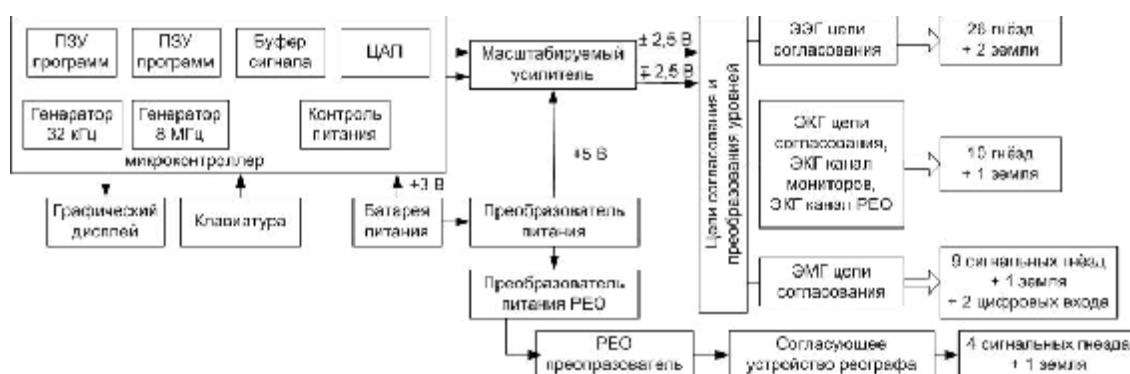 ПЗУ
программ
ПЗУ
программ
Буфер
сигнала
ЦАП
Генератор
32 кГц
Генератор
8 МГц
Контроль
питания
микроконтроллер
Графический
дисплей
Клавиатура
+3 В
Батарея
питания
Масштабируемый
усилитель
± 2,5 В
∓ 2,5 В
+5 В
Преобразователь
питания
Преобразователь
питания РЕО
РЕО
преопразователь
Цепи согласования и
преобразования уровней
ЭЭГ цепи
согласования
26 гнёзд
+ 2 земли
ЭКГ цепи
согласования,
ЭКГ канал
мониторов,
ЭКГ канал РЕО
10 гнёзд
+ 1 земля
ЭМГ цепи
согласования
9 сигнальных гнёзд
+ 1 земля
+ 2 цифровых входа
Согласующее
устройство реографа
4 сигнальных гнезда
+ 1 земля